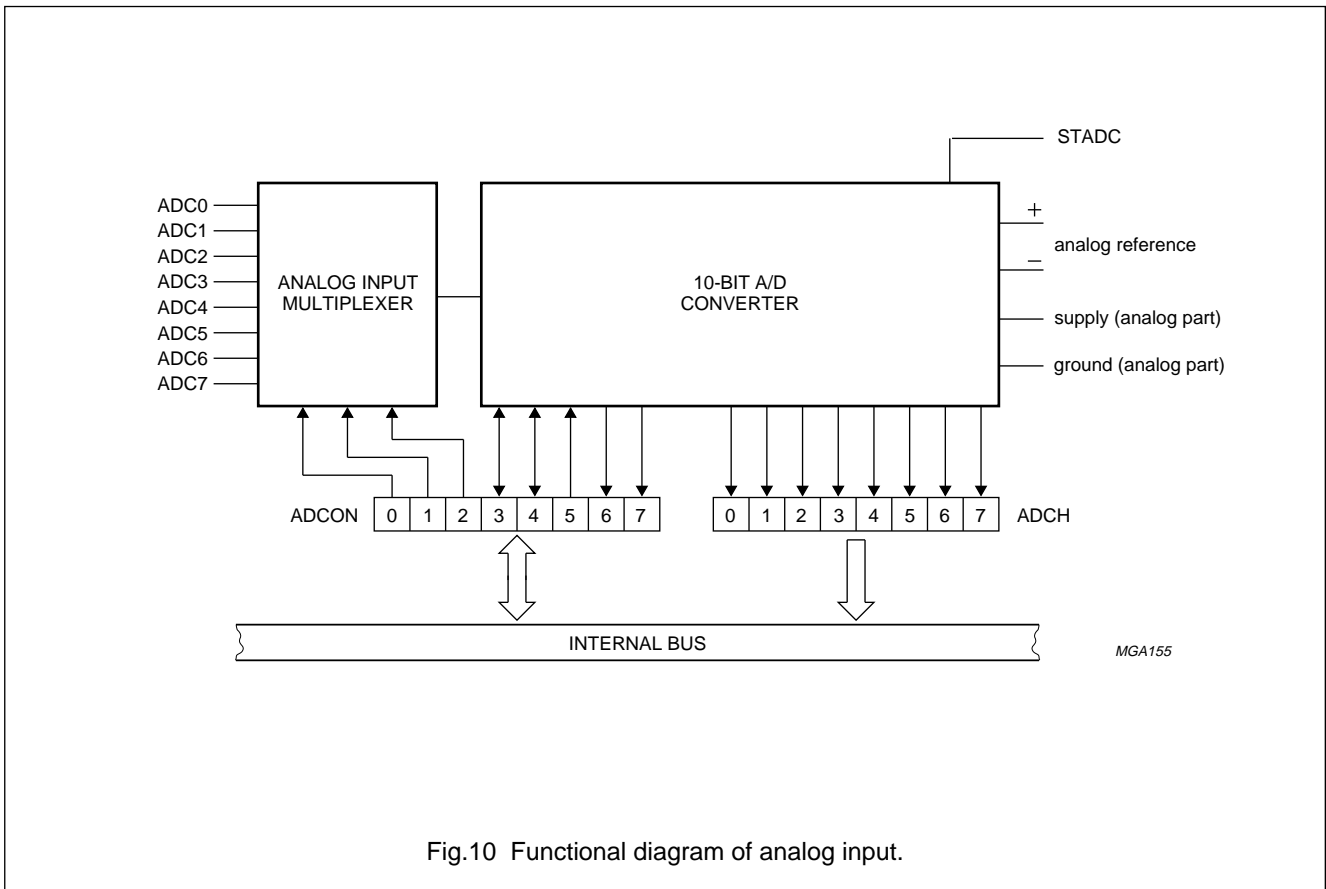 STADC
+
analog reference
−
supply (analog part)
ground (analog part)
ADC0
ADC1
ADC2
ADC3
ADC4
ADC5
ADC6
ADC7
ANALOG INPUT
MULTIPLEXER
10-BIT A/D
CONVERTER
ADCON 0 1 2 3 4 5 6 7
0 1 2 3 4 5 6 7 ADCH
INTERNAL BUS
MGA155
Fig.10 Functional diagram of analog input.